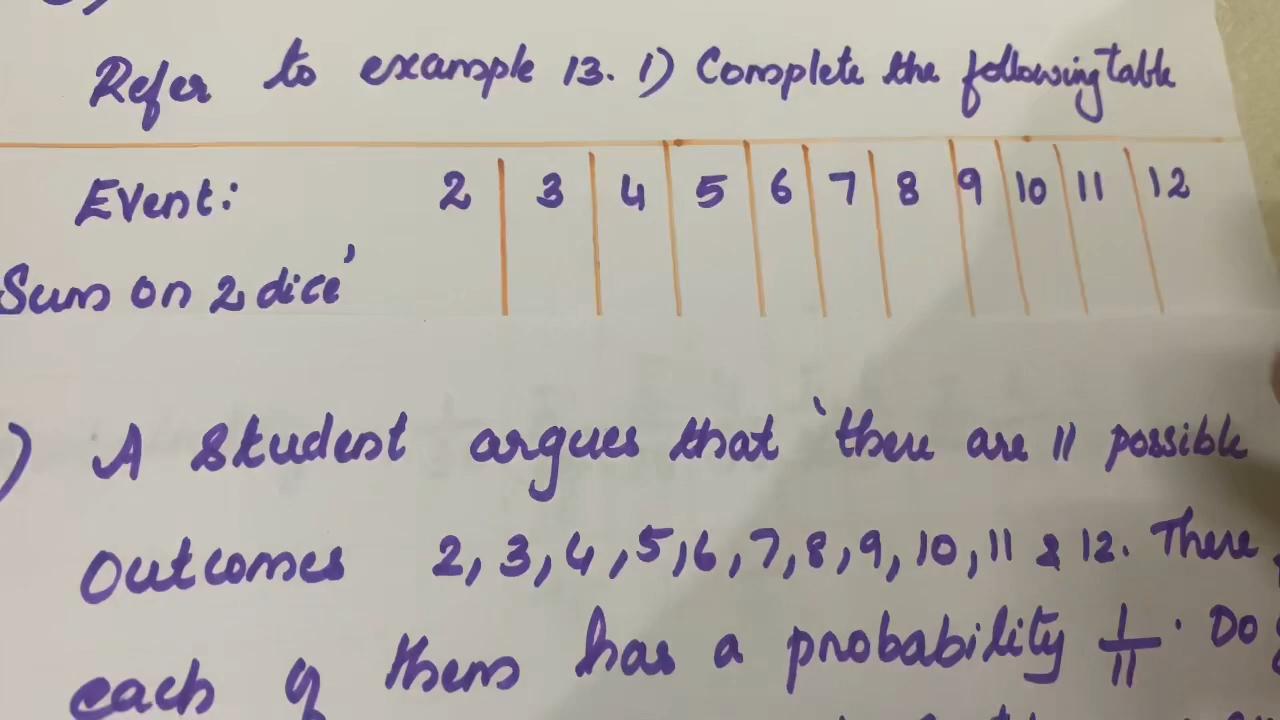 Refer to example 13. 1) Complete the following table
Event: 2 3 4 5 6 7 8 9 10 11 12
Sum on 2 dice'
) A student argues that 'there are 11 possible
outcomes 2, 3, 4, 5, 6, 7, 8, 9, 10, 11 & 12. There
each of them has a probability 1/11. Do